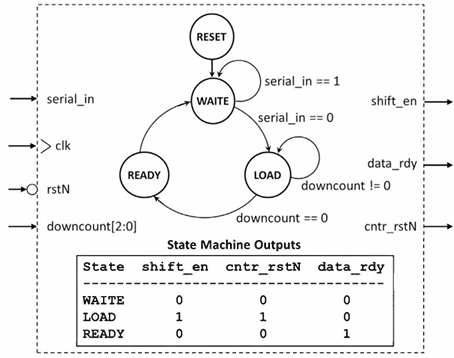 RESET
serial_in == 1
serial_in
WAITE
shift_en
serial_in == 0
clk
data_rdy
READY
LOAD
rstN
downcount != 0
downcount == 0
downcount[2:0]
cntr_rstN
State Machine Outputs
State shift_en cntr_rstN data_rdy
----------------------------------------
WAITE 0 0 0
LOAD 1 1 0
READY 0 0 1